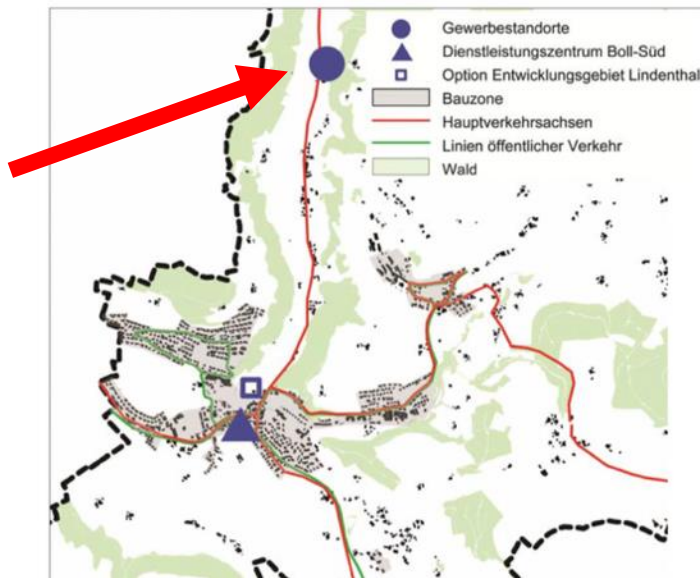 Gewerbestandorte
Dienstleistungszentrum Boll-Süd
Option Entwicklungsgebiet Lindenthal
Bauzone
Hauptverkehrsachsen
Linien öffentlicher Verkehr
Wald